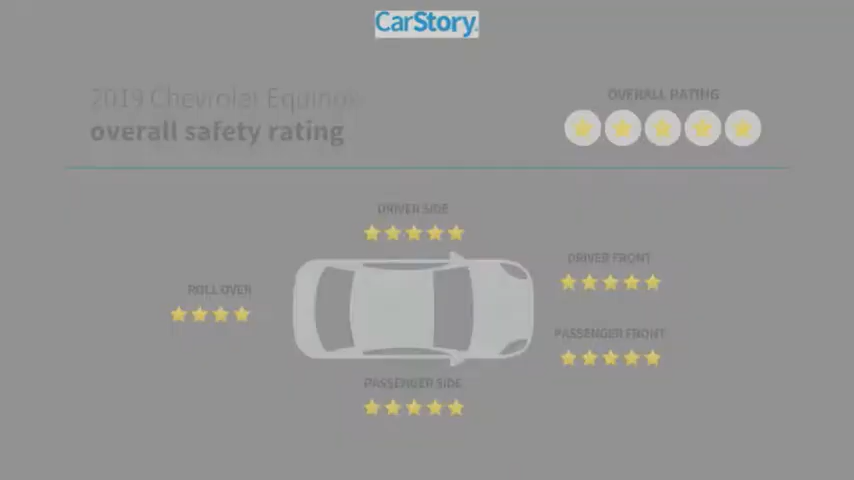 CarStory.
2019 Chevrolet Equinox
overall safety rating
OVERALL RATING
DRIVER SIDE
DRIVER FRONT
ROLL OVER
PASSENGER FRONT
PASSENGER SIDE